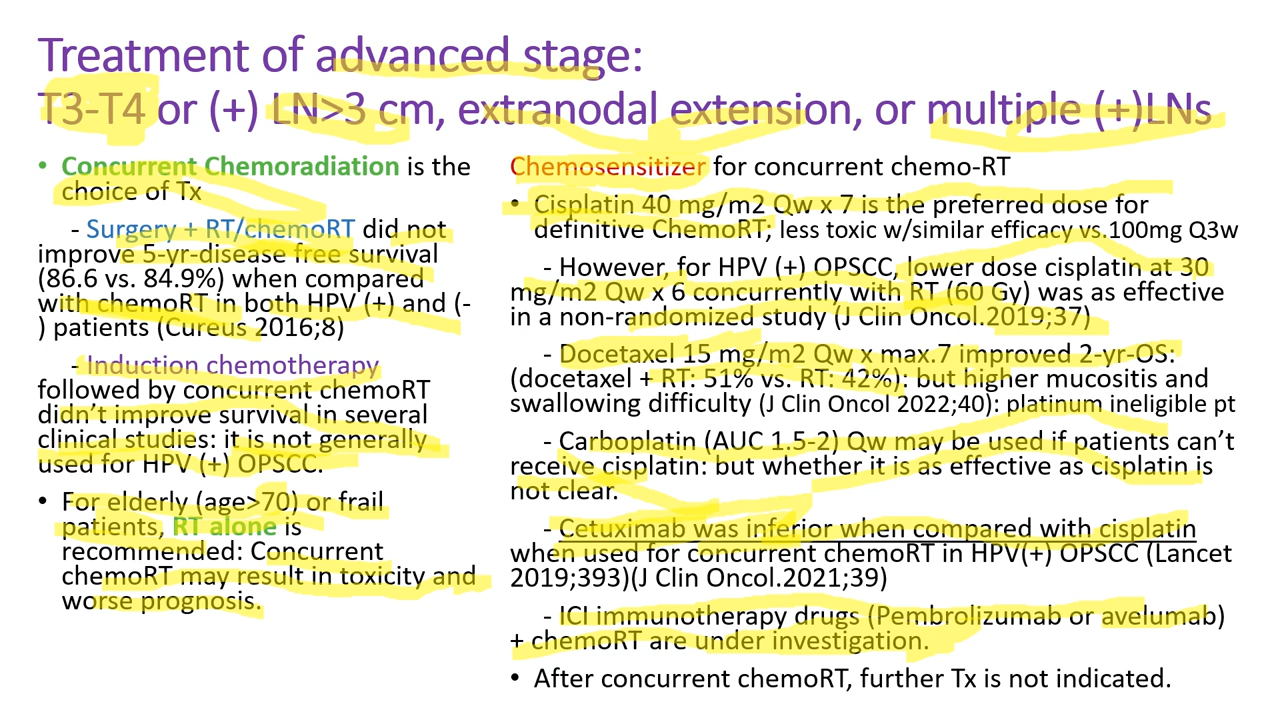 Treatment of advanced stage:
T3-T4 or (+) LN>3 cm, extranodal extension, or multiple (+)LNs
• Concurrent Chemoradiation is the
choice of Tx
- Surgery + RT/chemoRT did not
improve 5-yr-disease free survival
(86.6 vs. 84.9%) when compared
with chemoRT in both HPV (+) and (-
) patients (Cureus 2016;8)
- Induction chemotherapy
followed by concurrent chemoRT
didn't improve survival in several
clinical studies: it is not generally
used for HPV (+) OPSCC.
• For elderly (age>70) or frail
patients, RT alone is
recommended: Concurrent
chemoRT may result in toxicity and
worse prognosis.
Chemosensitizer for concurrent chemo-RT
• Cisplatin 40 mg/m2 Qw x 7 is the preferred dose for
definitive ChemoRT; less toxic w/similar efficacy vs.100mg Q3w
- However, for HPV (+) OPSCC, lower dose cisplatin at 30
mg/m2 Qw x 6 concurrently with RT (60 Gy) was as effective
in a non-randomized study (J Clin Oncol.2019;37)
- Docetaxel 15 mg/m2 Qw x max.7 improved 2-yr-OS:
(docetaxel + RT: 51% vs. RT: 42%): but higher mucositis and
swallowing difficulty (J Clin Oncol 2022;40): platinum ineligible pt
- Carboplatin (AUC 1.5-2) Qw may be used if patients can't
receive cisplatin: but whether it is as effective as cisplatin is
not clear.
- Cetuximab was inferior when compared with cisplatin
when used for concurrent chemoRT in HPV(+) OPSCC (Lancet
2019;393)(J Clin Oncol.2021;39)
- ICI immunotherapy drugs (Pembrolizumab or avelumab)
+ chemoRT are under investigation.
• After concurrent chemoRT, further Tx is not indicated.